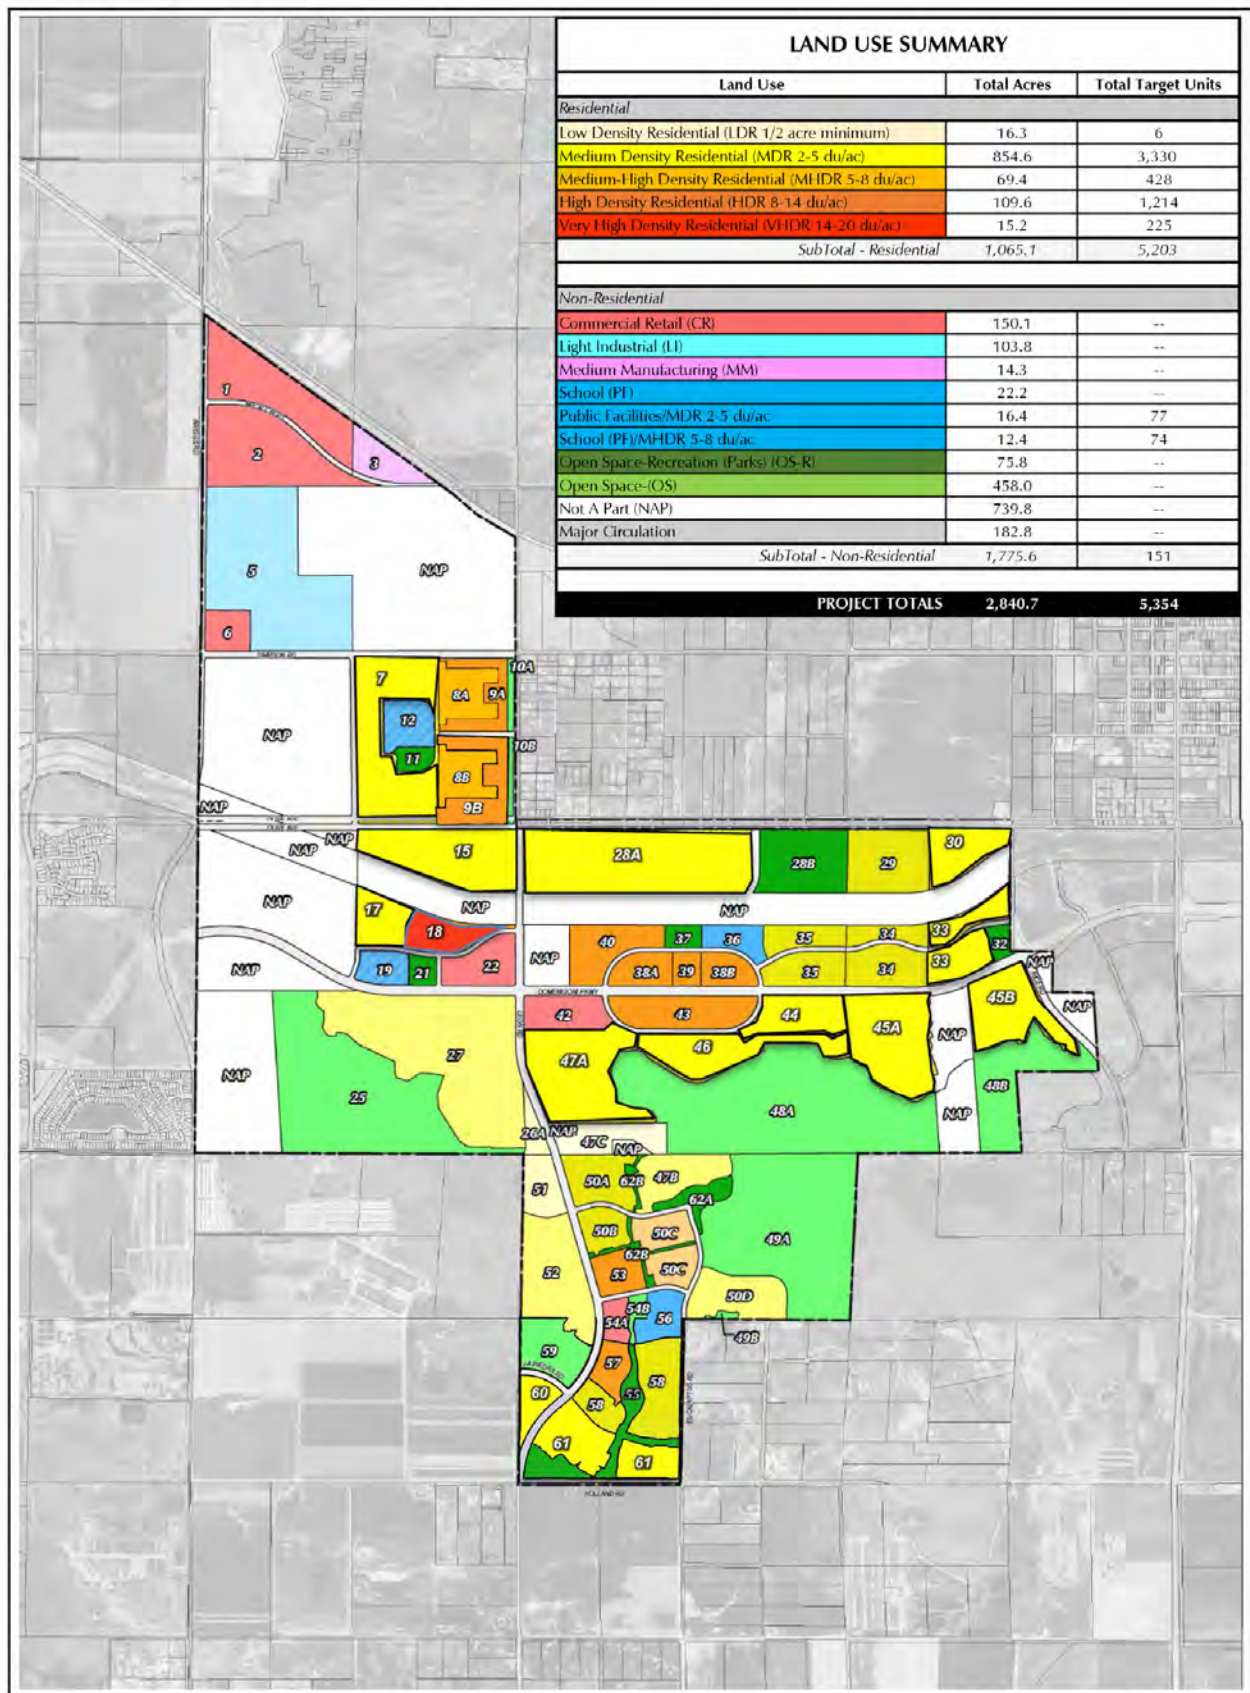 LAND USE SUMMARY
Land Use Total Acres Total Target Units
Residential
Low Density Residential (LDR 1/2 acre minimum) 16.3 6
Medium Density Residential (MDR 2-5 du/ac) 854.6 3,330
Medium-High Density Residential (MHDR 5-8 du/ac) 69.4 428
High Density Residential (HDR 8-14 du/ac) 109.6 1,214
Very High Density Residential (VHDR 14-20 du/ac) 15.2 225
SubTotal - Residential 1,065.1 5,203
Non-Residential
Commercial Retail (CR) 150.1 --
Light Industrial (LI) 103.8 --
Medium Manufacturing (MM) 14.3 --
School (PF) 22.2 --
Public Facilities/MDR 2-5 du/ac 16.4 77
School (PF)/MHDR 5-8 du/ac 12.4 74
Open Space-Recreation (Parks) (OS-R) 75.8 --
Open Space-(OS) 458.0 --
Not A Part (NAP) 739.8 --
Major Circulation 182.8 --
SubTotal - Non-Residential 1,775.6 151
PROJECT TOTALS 2,840.7 5,354
1
2
3
5
NAP
6
7
8A
9A
10A
12
NAP
11
10B
8B
9B
NAP
OLIVE AVE
NAP
NAP
15
28A
28B
29
30
NAP
17
NAP
NAP
18
40
37
36
35
34
33
32
NAP
19
21
22
NAP
38A
39
38B
35
34
33
NAP
DOMENIGONI PKWY
42
43
44
45A
45B
NAP
NAP
27
47A
46
NAP
25
48A
48B
NAP
26A
NAP
47C
NAP
51
50A
62B
47B
62A
50B
50C
49A
62B
52
53
50C
50D
54B
54A
56
49B
59
57
58
55
60
58
61
61
HOLLAND RD